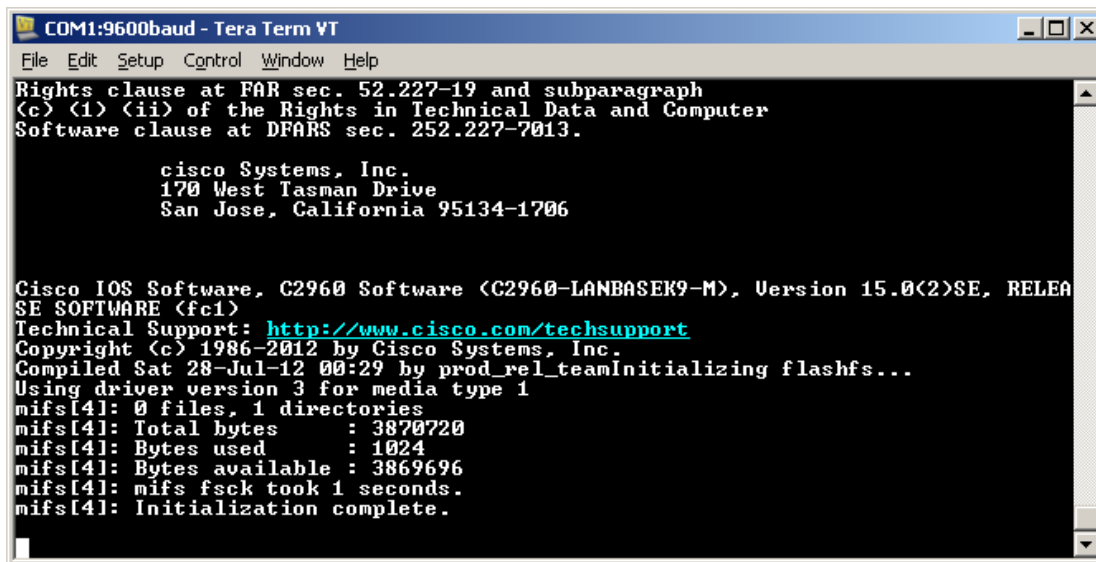 COM1:9600baud - Tera Term VT
File Edit Setup Control Window Help
Rights clause at FAR sec. 52.227-19 and subparagraph
(c) (1) (ii) of the Rights in Technical Data and Computer
Software clause at DFARS sec. 252.227-7013.
cisco Systems, Inc.
170 West Tasman Drive
San Jose, California 95134-1706
Cisco IOS Software, C2960 Software (C2960-LANBASEK9-M), Version 15.0(2)SE, RELEA
SE SOFTWARE (fc1)
Technical Support: http://www.cisco.com/techsupport
Copyright (c) 1986-2012 by Cisco Systems, Inc.
Compiled Sat 28-Jul-12 00:29 by prod_rel_teamInitializing flashfs...
Using driver version 3 for media type 1
mifs[4]: 0 files, 1 directories
mifs[4]: Total bytes : 3870720
mifs[4]: Bytes used : 1024
mifs[4]: Bytes available : 3869696
mifs[4]: mifs fsck took 1 seconds.
mifs[4]: Initialization complete.